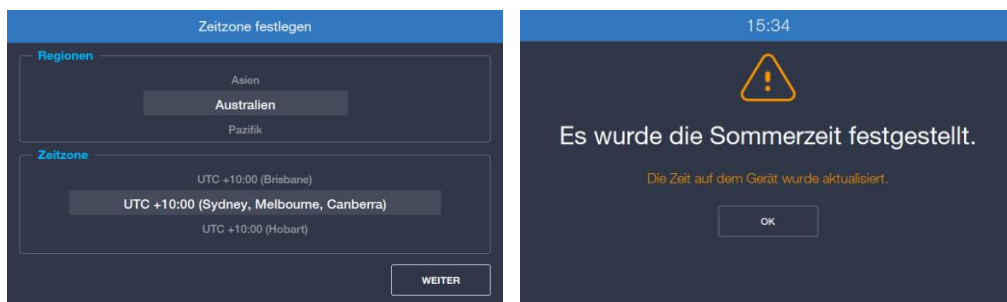 Zeitzone festlegen
Regionen
Asien
Australien
Pazifik
Zeitzone
UTC +10:00 (Brisbane)
UTC +10:00 (Sydney, Melbourne, Canberra)
UTC +10:00 (Hobart)
WEITER
15:34
Es wurde die Sommerzeit festgestellt.
Die Zeit auf dem Gerät wurde aktualisiert.
OK